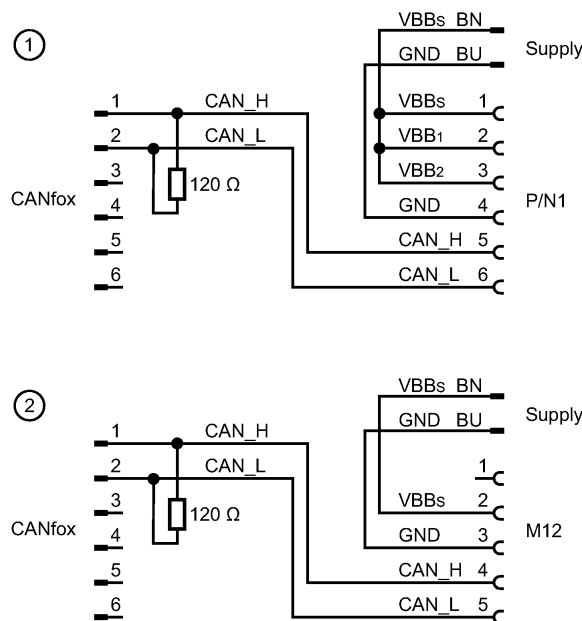 1
VBBs BN
GND BU
Supply
1 CAN_H VBBs 1
2 CAN_L VBB1 2
3 120 Ω VBB2 3
CANfox P/N1
4 GND 4
5 CAN_H 5
6 CAN_L 6
2
VBBs BN
GND BU
Supply
1 CAN_H 1
2 CAN_L VBBs 2
3 120 Ω GND 3
CANfox M12
4
5 CAN_H 4
6 CAN_L 5